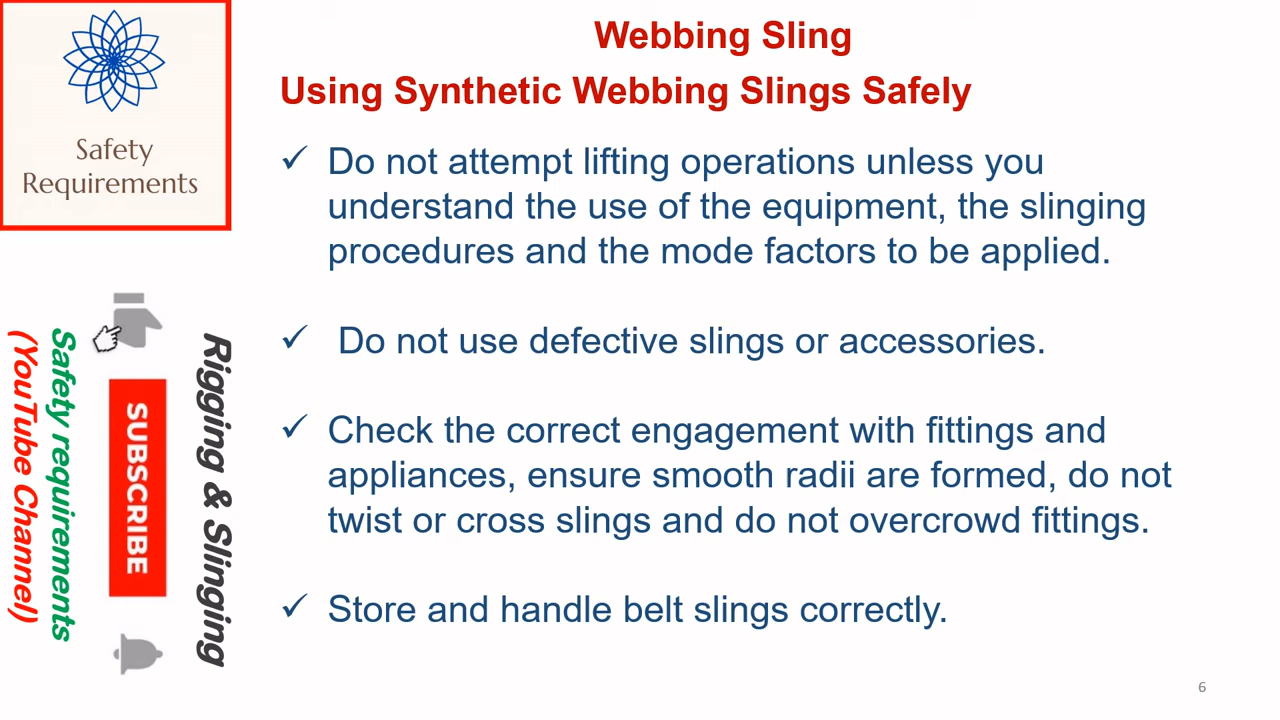 Safety
Requirements
Webbing Sling
Using Synthetic Webbing Slings Safely
✓ Do not attempt lifting operations unless you
understand the use of the equipment, the slinging
procedures and the mode factors to be applied.
✓ Do not use defective slings or accessories.
✓ Check the correct engagement with fittings and
appliances, ensure smooth radii are formed, do not
twist or cross slings and do not overcrowd fittings.
✓ Store and handle belt slings correctly.
Rigging & Slinging
SUBSCRIBE
Safety requirements
(YouTube Channel)
6